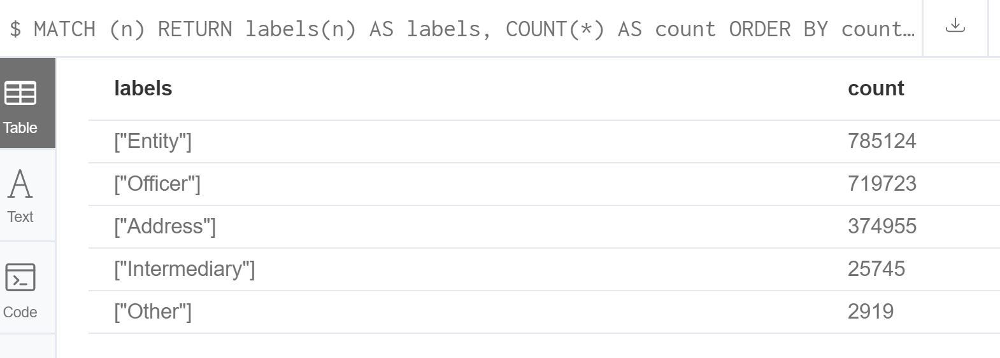 $ MATCH (n) RETURN labels(n) AS labels, COUNT(*) AS count ORDER BY count…
Table
Text
Code
labels count
["Entity"] 785124
["Officer"] 719723
["Address"] 374955
["Intermediary"] 25745
["Other"] 2919